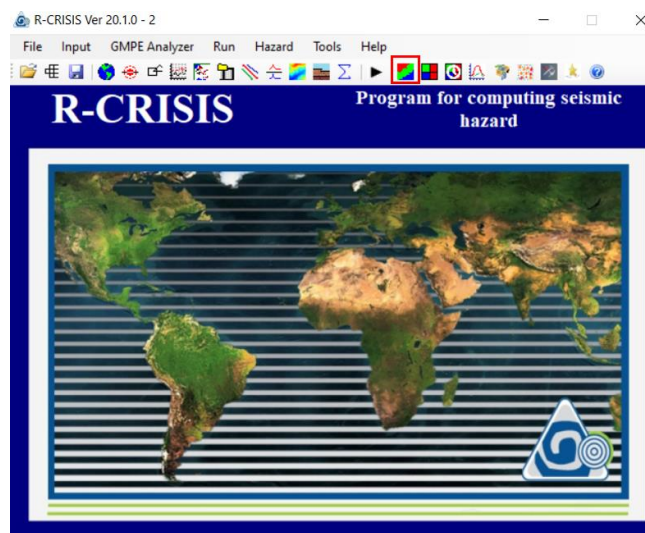 R-CRISIS Ver 20.1.0 - 2
File Input GMPE Analyzer Run Hazard Tools Help
R-CRISIS
Program for computing seismic
hazard